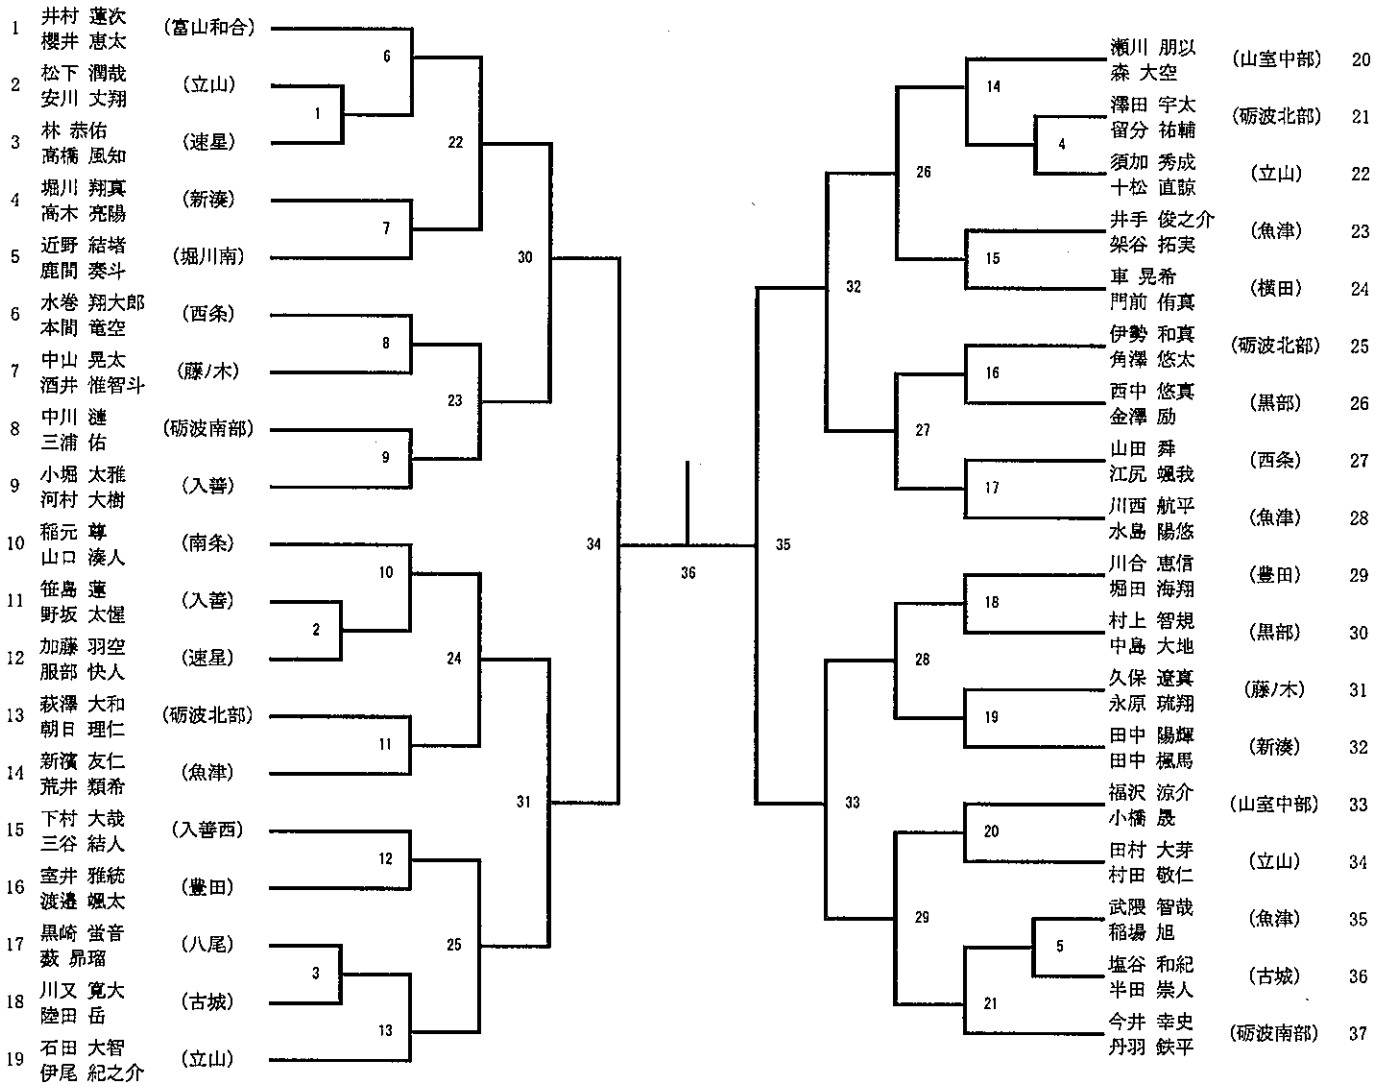 1 井村 蓮次 (富山和合)
櫻井 恵太
2 松下 潤哉 (立山)
安川 丈翔
3 林 恭佑 (速星)
高橋 風知
4 堀川 翔真 (新湊)
高木 亮陽
5 近野 結堵 (堀川南)
鹿間 奏斗
6 水巻 翔大郎 (西条)
本間 竜空
7 中山 晃太 (藤ノ木)
酒井 惟智斗
8 中川 漣 (砺波南部)
三浦 佑
9 小堀 太雅 (入善)
河村 大樹
10 稲元 尊 (南条)
山口 湊人
11 笹島 蓮 (入善)
野坂 太惺
12 加藤 羽空 (速星)
服部 快人
13 萩澤 大和 (砺波北部)
朝日 理仁
14 新濱 友仁 (魚津)
荒井 類希
15 下村 大哉 (入善西)
三谷 結人
16 室井 雅統 (豊田)
渡邉 颯太
17 黒崎 蛍音 (八尾)
薮 昴瑠
18 川又 寛大 (古城)
陸田 岳
19 石田 大智 (立山)
伊尾 紀之介
6
1
22
7
30
8
23
9
34
10
2
24
11
31
12
25
3
13
36
35
14
4
26
15
32
16
27
17
18
28
19
33
20
29
5
21
瀬川 朋以 (山室中部) 20
森 大空
澤田 宇太 (砺波北部) 21
留分 祐輔
須加 秀成 (立山) 22
十松 直諒
井手 俊之介 (魚津) 23
架谷 拓実
車 晃希 (横田) 24
門前 侑真
伊勢 和真 (砺波北部) 25
角澤 悠太
西中 悠真 (黒部) 26
金澤 励
山田 舜 (西条) 27
江尻 颯我
川西 航平 (魚津) 28
水島 陽悠
川合 恵信 (豊田) 29
堀田 海翔
村上 智規 (黒部) 30
中島 大地
久保 遼真 (藤ノ木) 31
永原 琉翔
田中 陽輝 (新湊) 32
田中 楓馬
福沢 涼介 (山室中部) 33
小橋 晟
田村 大芽 (立山) 34
村田 敬仁
武隈 智哉 (魚津) 35
稲場 旭
塩谷 和紀 (古城) 36
半田 崇人
今井 幸史 (砺波南部) 37
丹羽 鉄平